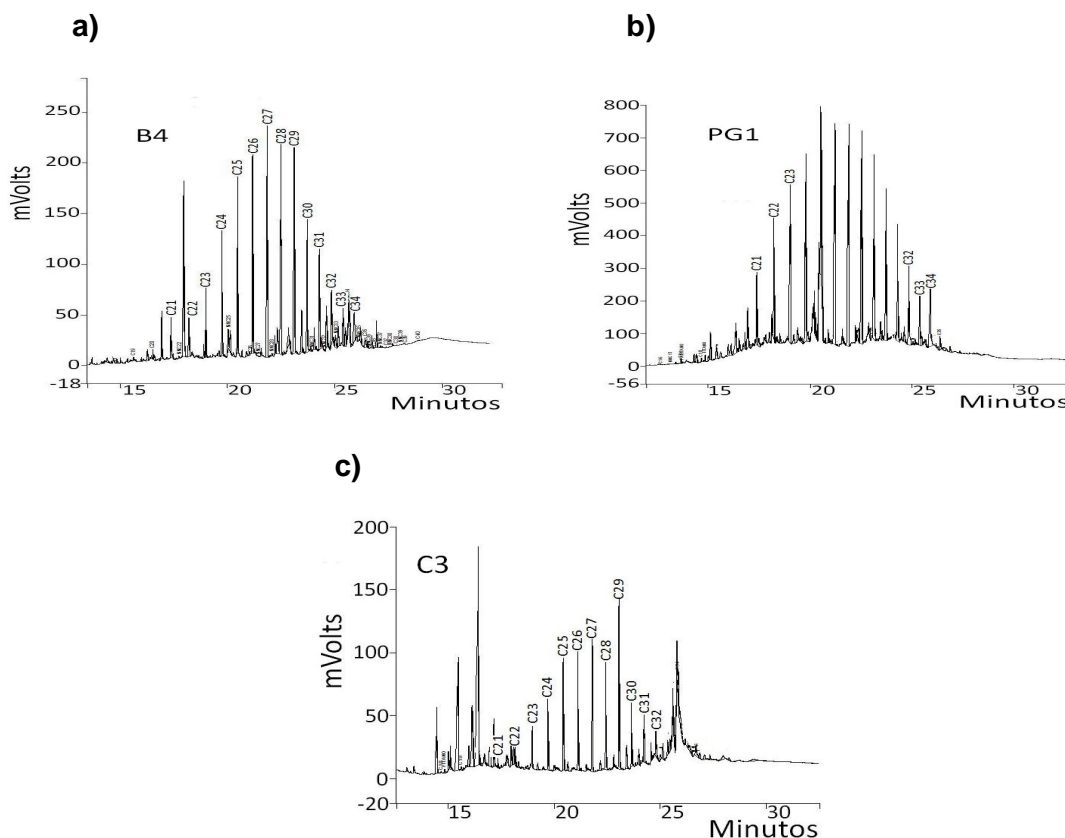 a)
B4
mVolts
250
200
150
100
50
0
-18
C21
C22
C23
C24
C25
C26
C27
C28
C29
C30
C31
C32
C33
C34
15
20
25
30
Minutos
b)
PG1
mVolts
800
700
600
500
400
300
200
100
0
-56
C21
C22
C23
C32
C33
C34
15
20
25
30
Minutos
c)
C3
mVolts
200
150
100
50
0
-20
C21
C22
C23
C24
C25
C26
C27
C28
C29
C30
C31
C32
15
20
25
30
Minutos